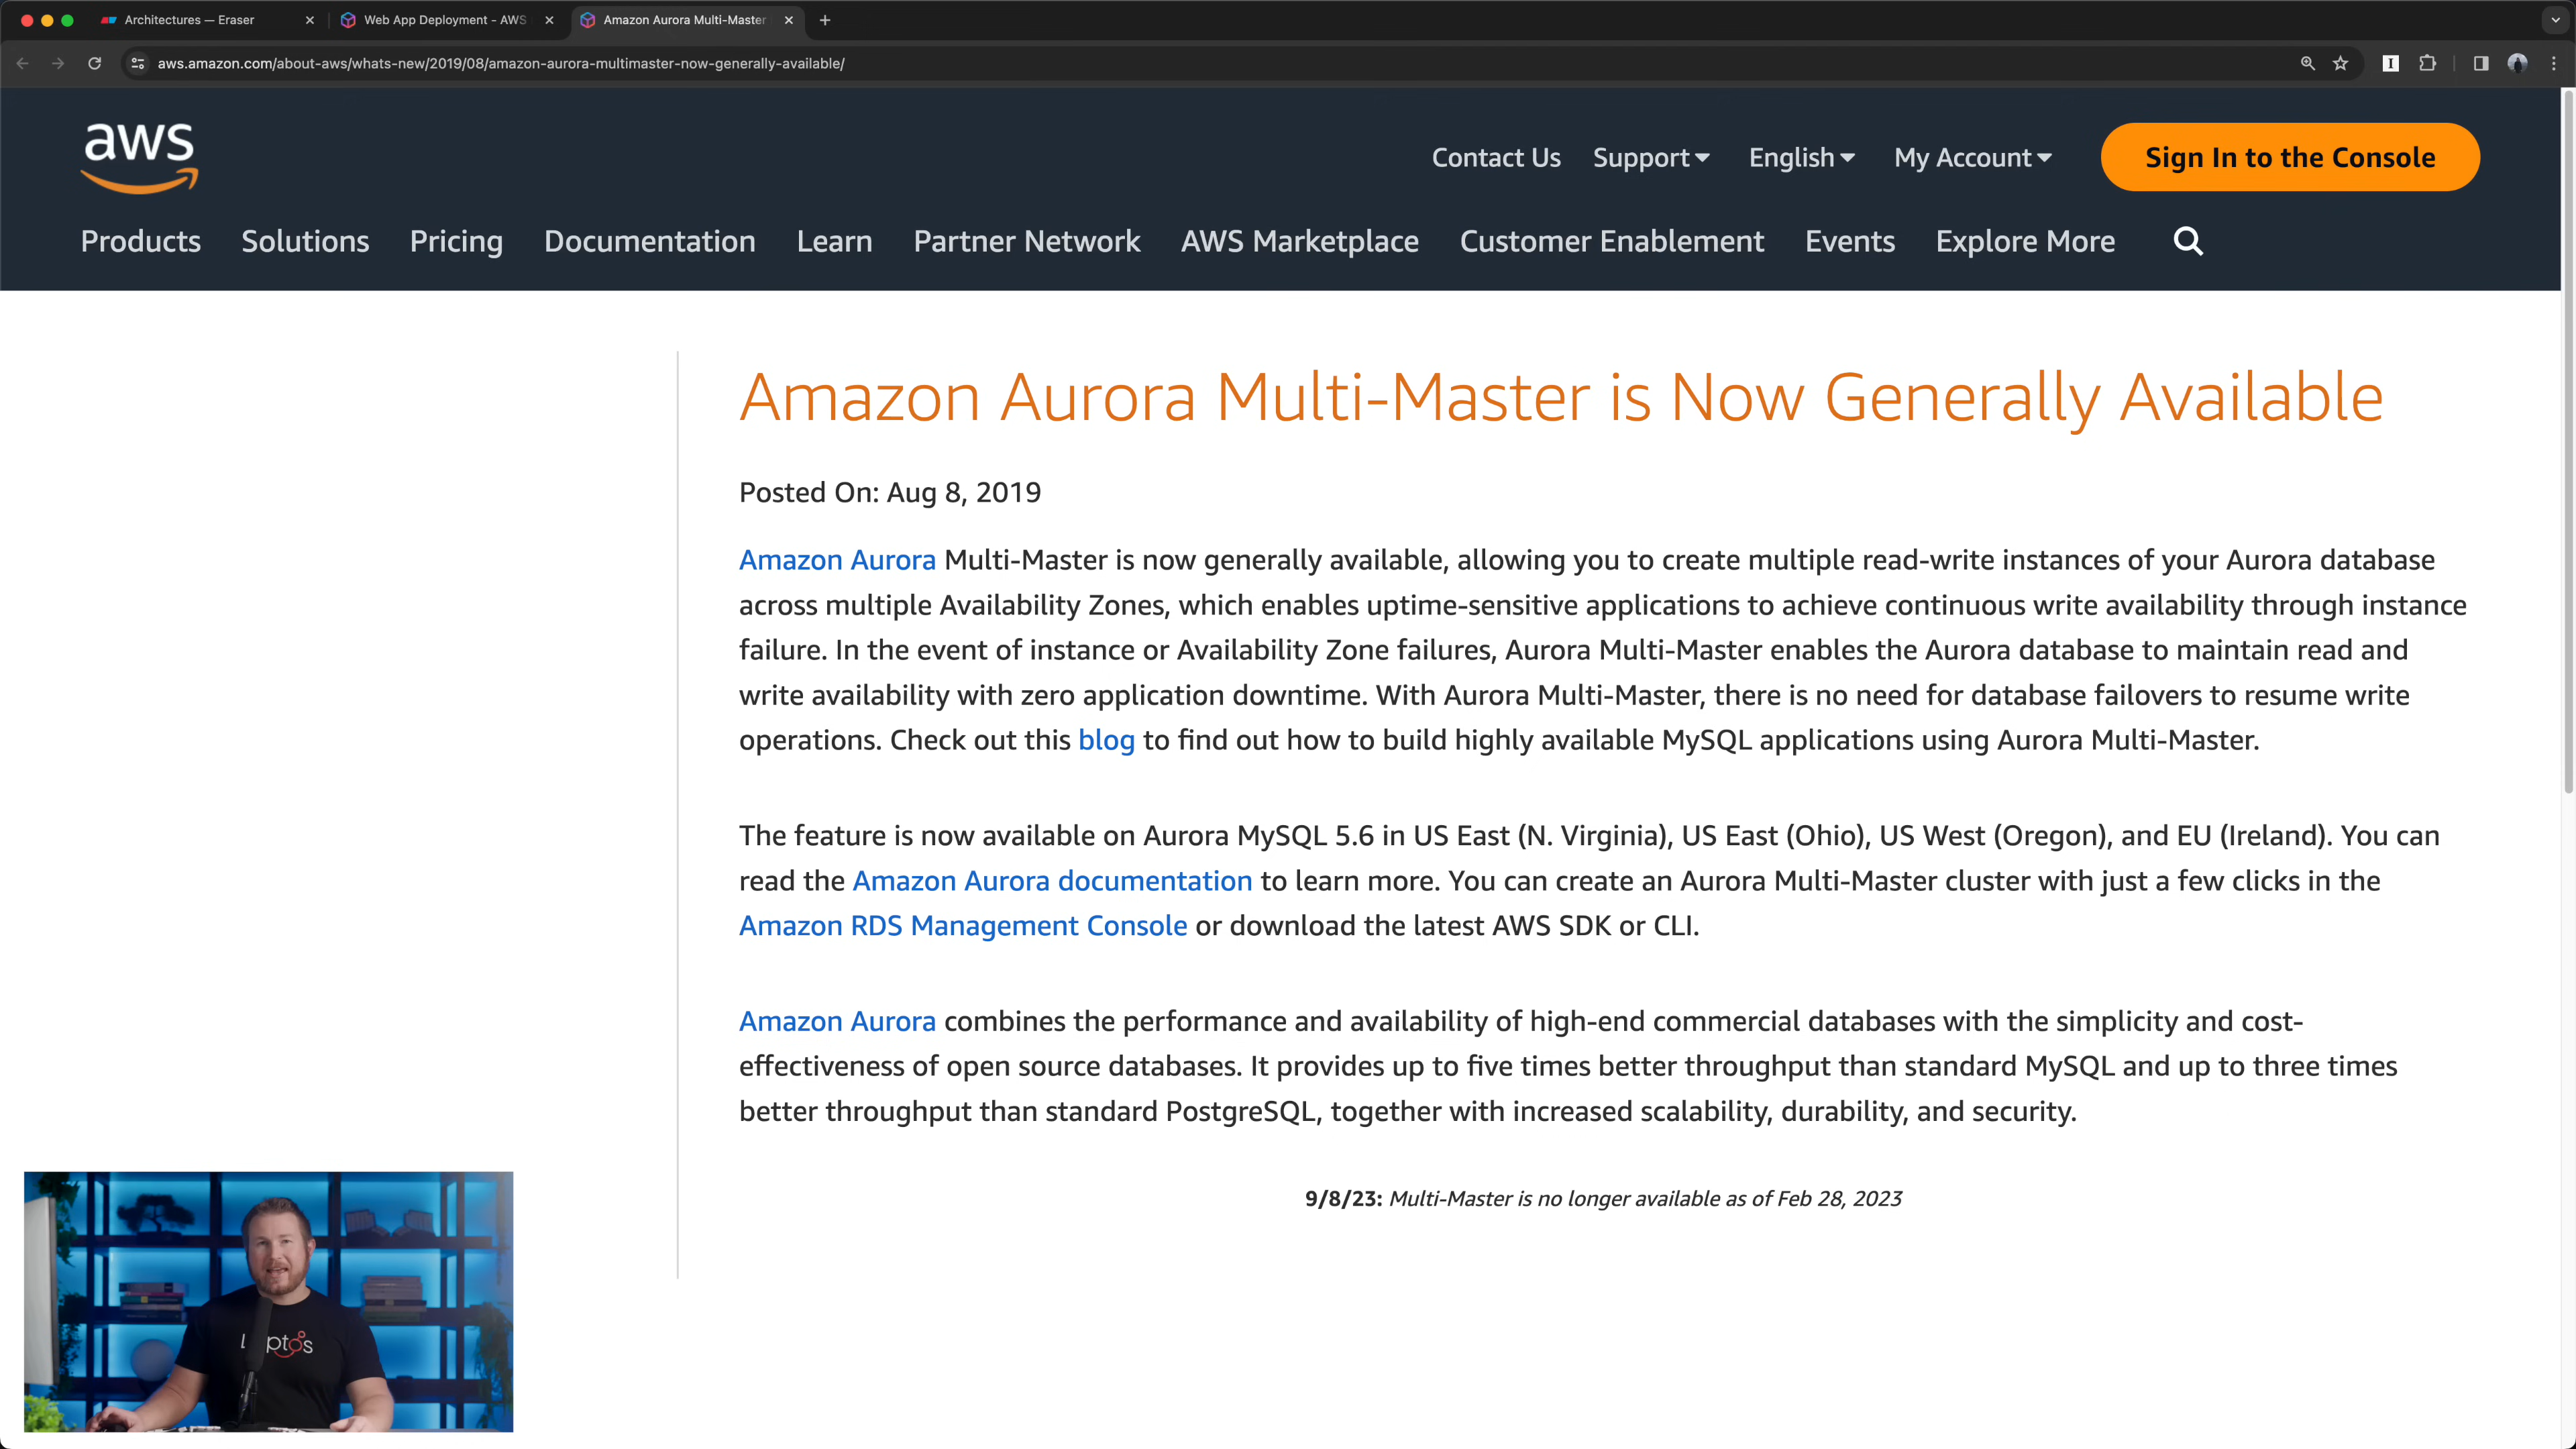 Architectures — Eraser
Web App Deployment - AWS
Amazon Aurora Multi-Master
aws.amazon.com/about-aws/whats-new/2019/08/amazon-aurora-multimaster-now-generally-available/
aws
Contact Us Support English My Account Sign In to the Console
Products Solutions Pricing Documentation Learn Partner Network AWS Marketplace Customer Enablement Events Explore More
Amazon Aurora Multi-Master is Now Generally Available
Posted On: Aug 8, 2019
Amazon Aurora Multi-Master is now generally available, allowing you to create multiple read-write instances of your Aurora database
across multiple Availability Zones, which enables uptime-sensitive applications to achieve continuous write availability through instance
failure. In the event of instance or Availability Zone failures, Aurora Multi-Master enables the Aurora database to maintain read and
write availability with zero application downtime. With Aurora Multi-Master, there is no need for database failovers to resume write
operations. Check out this blog to find out how to build highly available MySQL applications using Aurora Multi-Master.
The feature is now available on Aurora MySQL 5.6 in US East (N. Virginia), US East (Ohio), US West (Oregon), and EU (Ireland). You can
read the Amazon Aurora documentation to learn more. You can create an Aurora Multi-Master cluster with just a few clicks in the
Amazon RDS Management Console or download the latest AWS SDK or CLI.
Amazon Aurora combines the performance and availability of high-end commercial databases with the simplicity and cost-
effectiveness of open source databases. It provides up to five times better throughput than standard MySQL and up to three times
better throughput than standard PostgreSQL, together with increased scalability, durability, and security.
9/8/23: Multi-Master is no longer available as of Feb 28, 2023